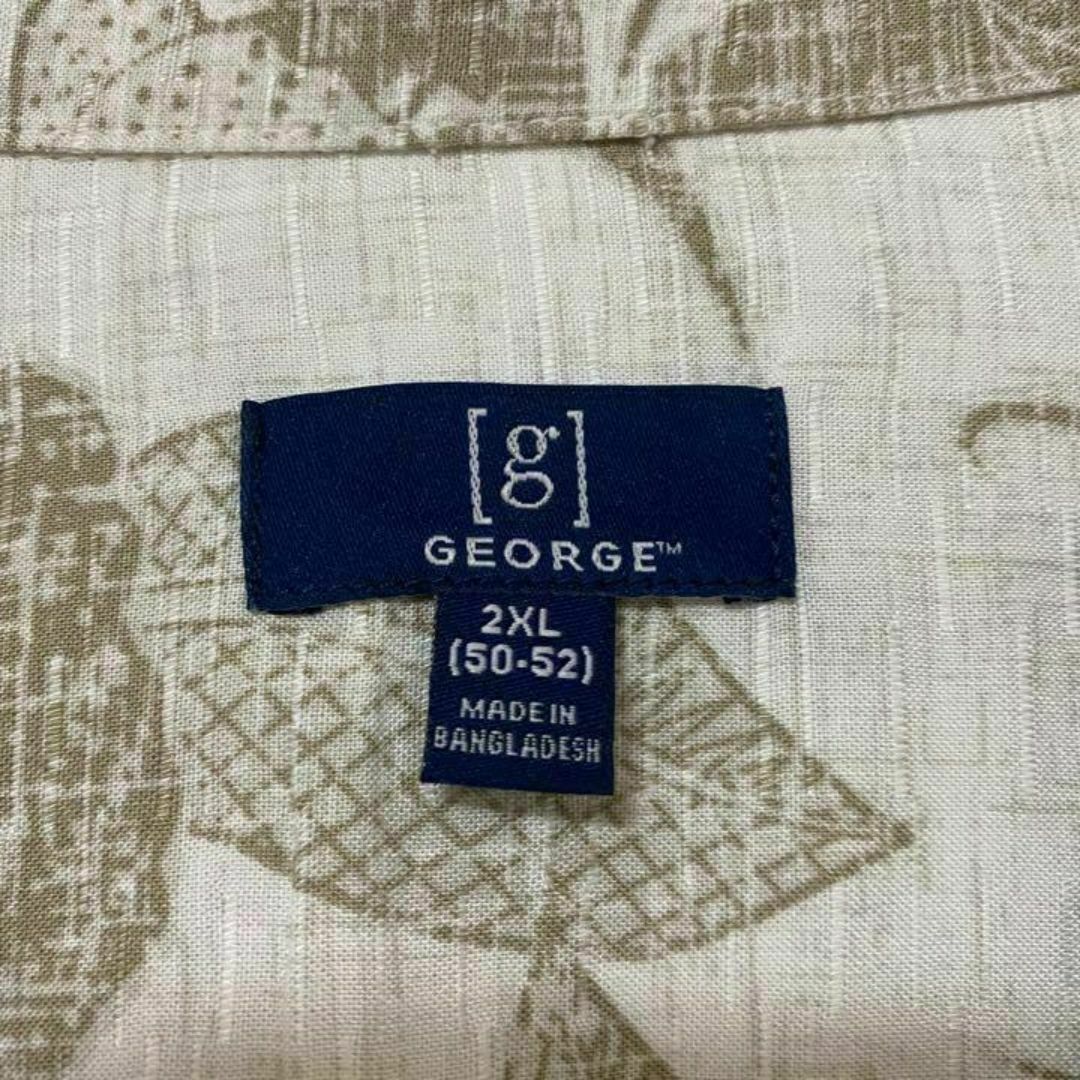 [g]
GEORGE™
2XL
(50-52)
MADE IN
BANGLADESH